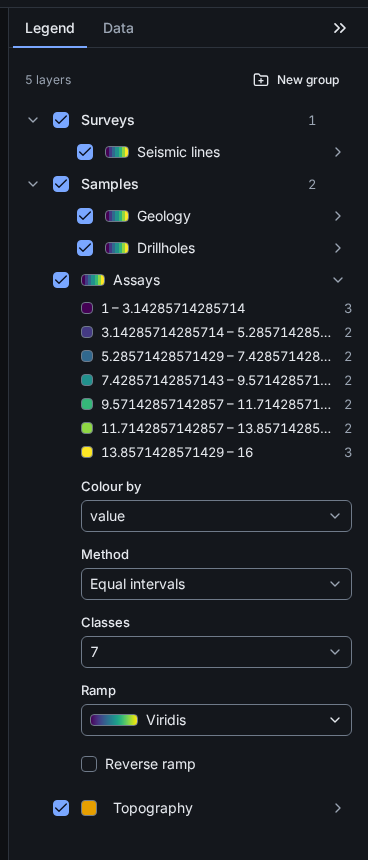 Legend Data
5 layers New group
Surveys 1
Seismic lines
Samples 2
Geology
Drillholes
Assays
1 – 3.14285714285714 3
3.14285714285714 – 5.285714285... 2
5.28571428571429 – 7.428571428... 2
7.42857142857143 – 9.571428571... 2
9.57142857142857 – 11.71428571... 2
11.7142857142857 – 13.85714285... 2
13.8571428571429 – 16 3
Colour by
value
Method
Equal intervals
Classes
7
Ramp
Viridis
Reverse ramp
Topography